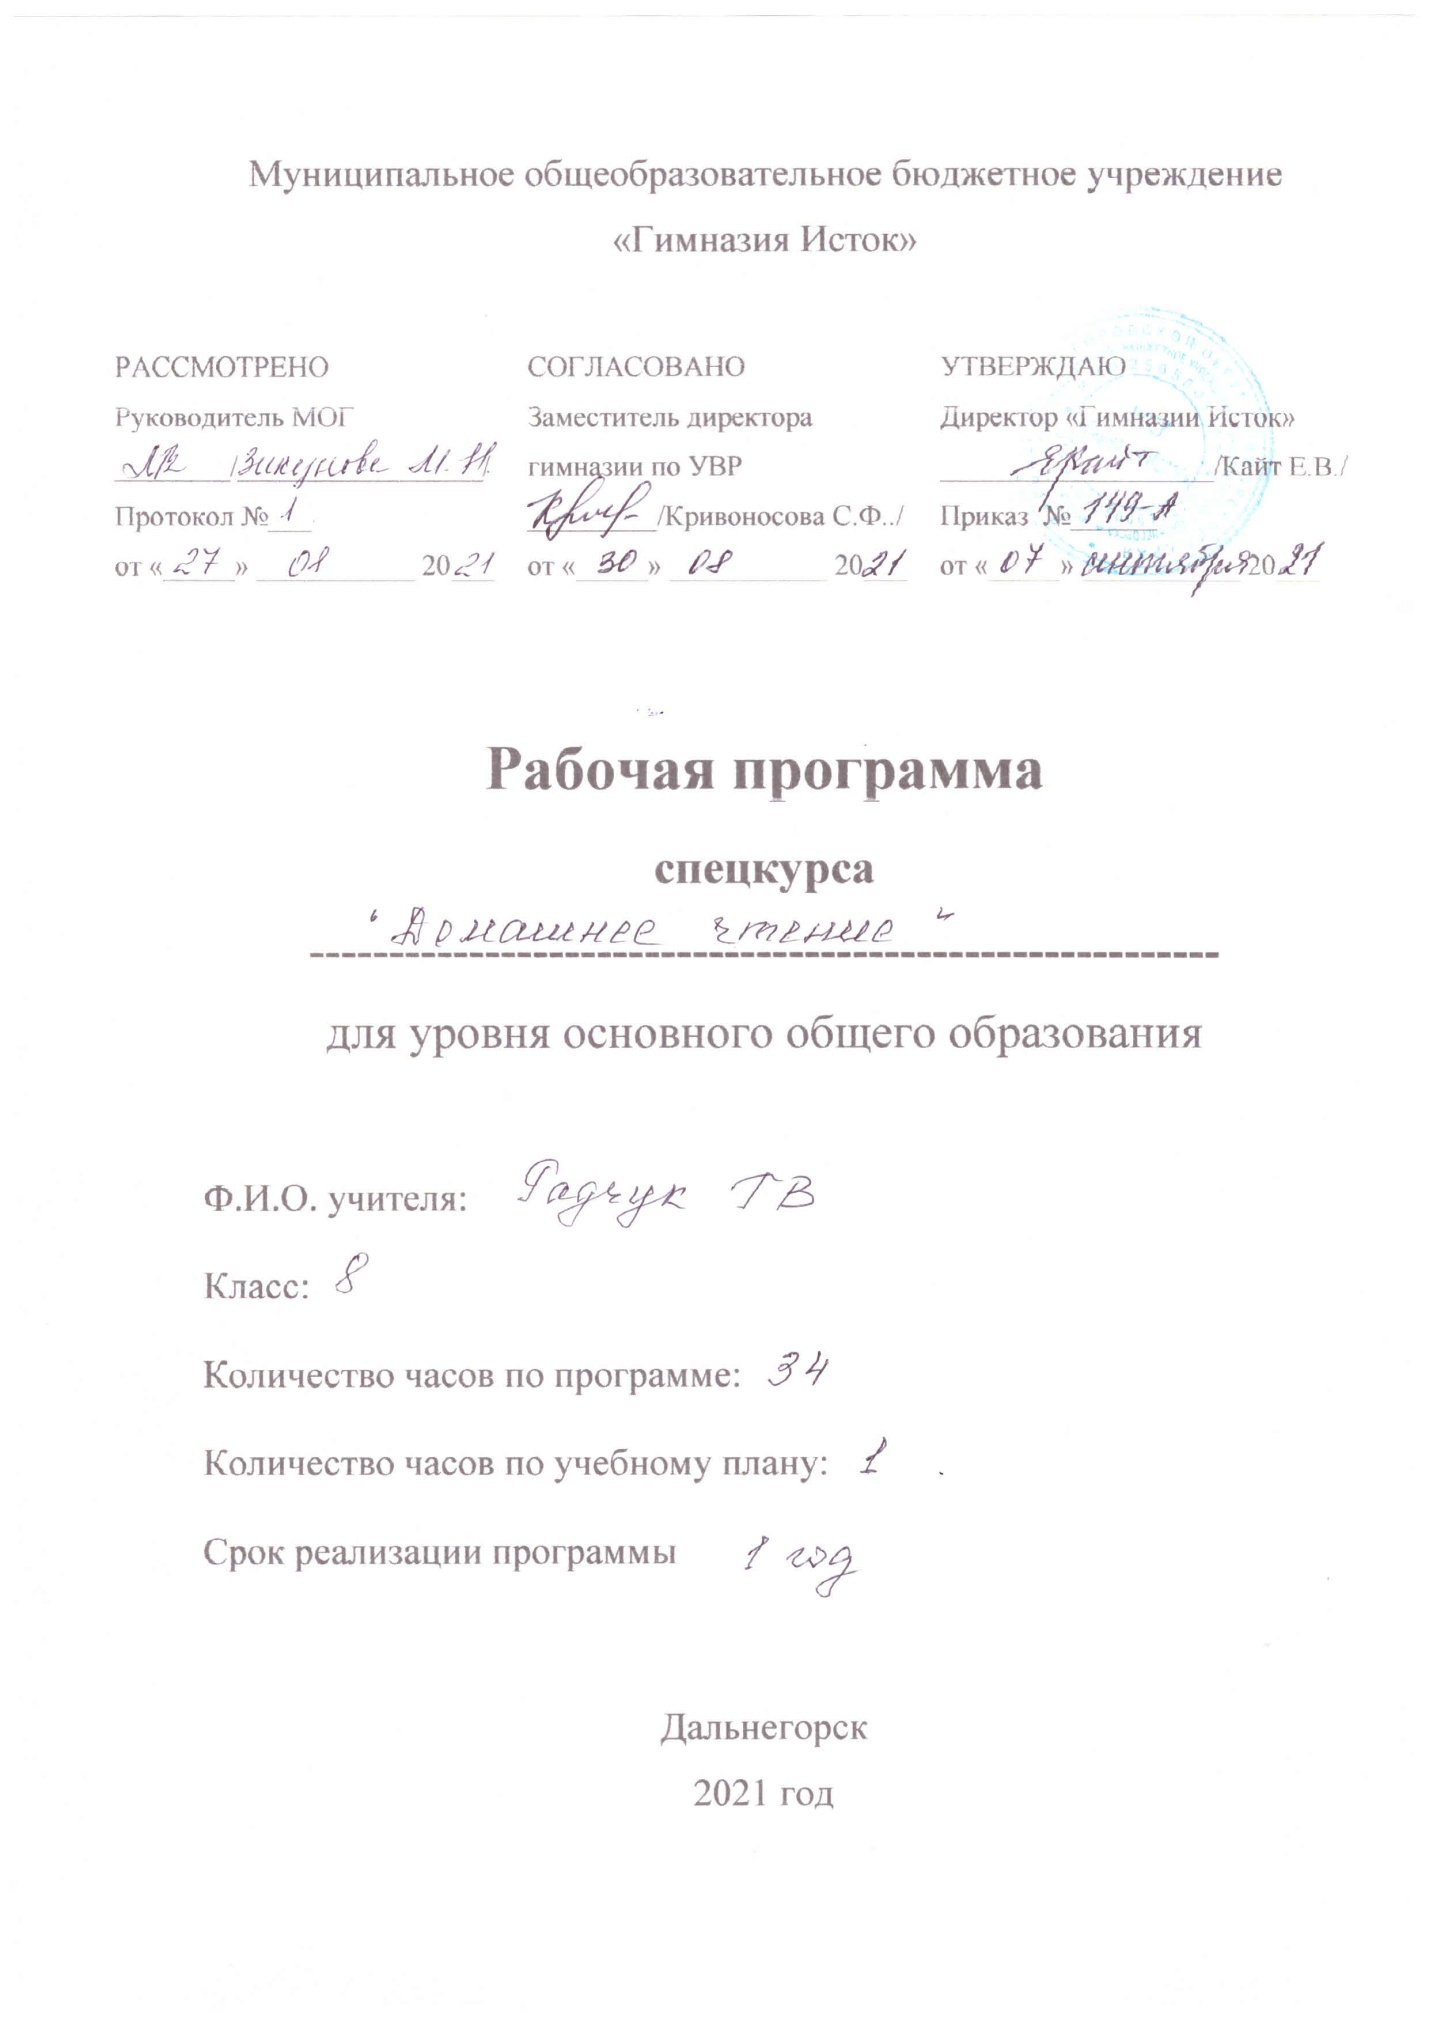 Муниципальное общеобразовательное бюджетное учреждение
«Гимназия Исток»
РАССМОТРЕНО
Руководитель МОГ
/Викулова М.Н.
Протокол № 1
от « 27 » 08 2021
СОГЛАСОВАНО
Заместитель директора
гимназии по УВР
/Кривоносова С.Ф../
от « 30 » 08 2021
УТВЕРЖДАЮ
Директор «Гимназии Исток»
/Кайт Е.В./
Приказ № 149-А
от « 07 » сентября 2021
Рабочая программа
спецкурса
"Домашнее чтение"
для уровня основного общего образования
Ф.И.О. учителя: Радчук ТВ
Класс: 8
Количество часов по программе: 34
Количество часов по учебному плану: 1
Срок реализации программы 1 год
Дальнегорск
2021 год